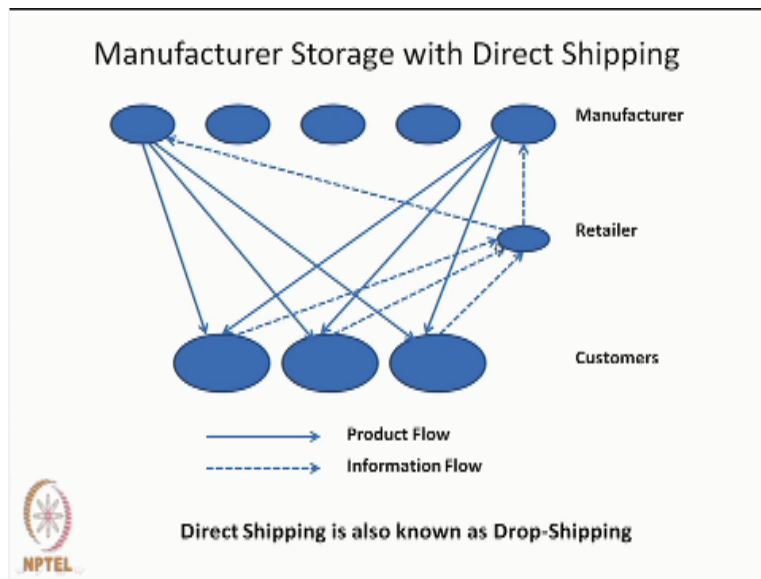 Manufacturer Storage with Direct Shipping
Manufacturer
Retailer
Customers
Product Flow
Information Flow
Direct Shipping is also known as Drop-Shipping
NPTEL